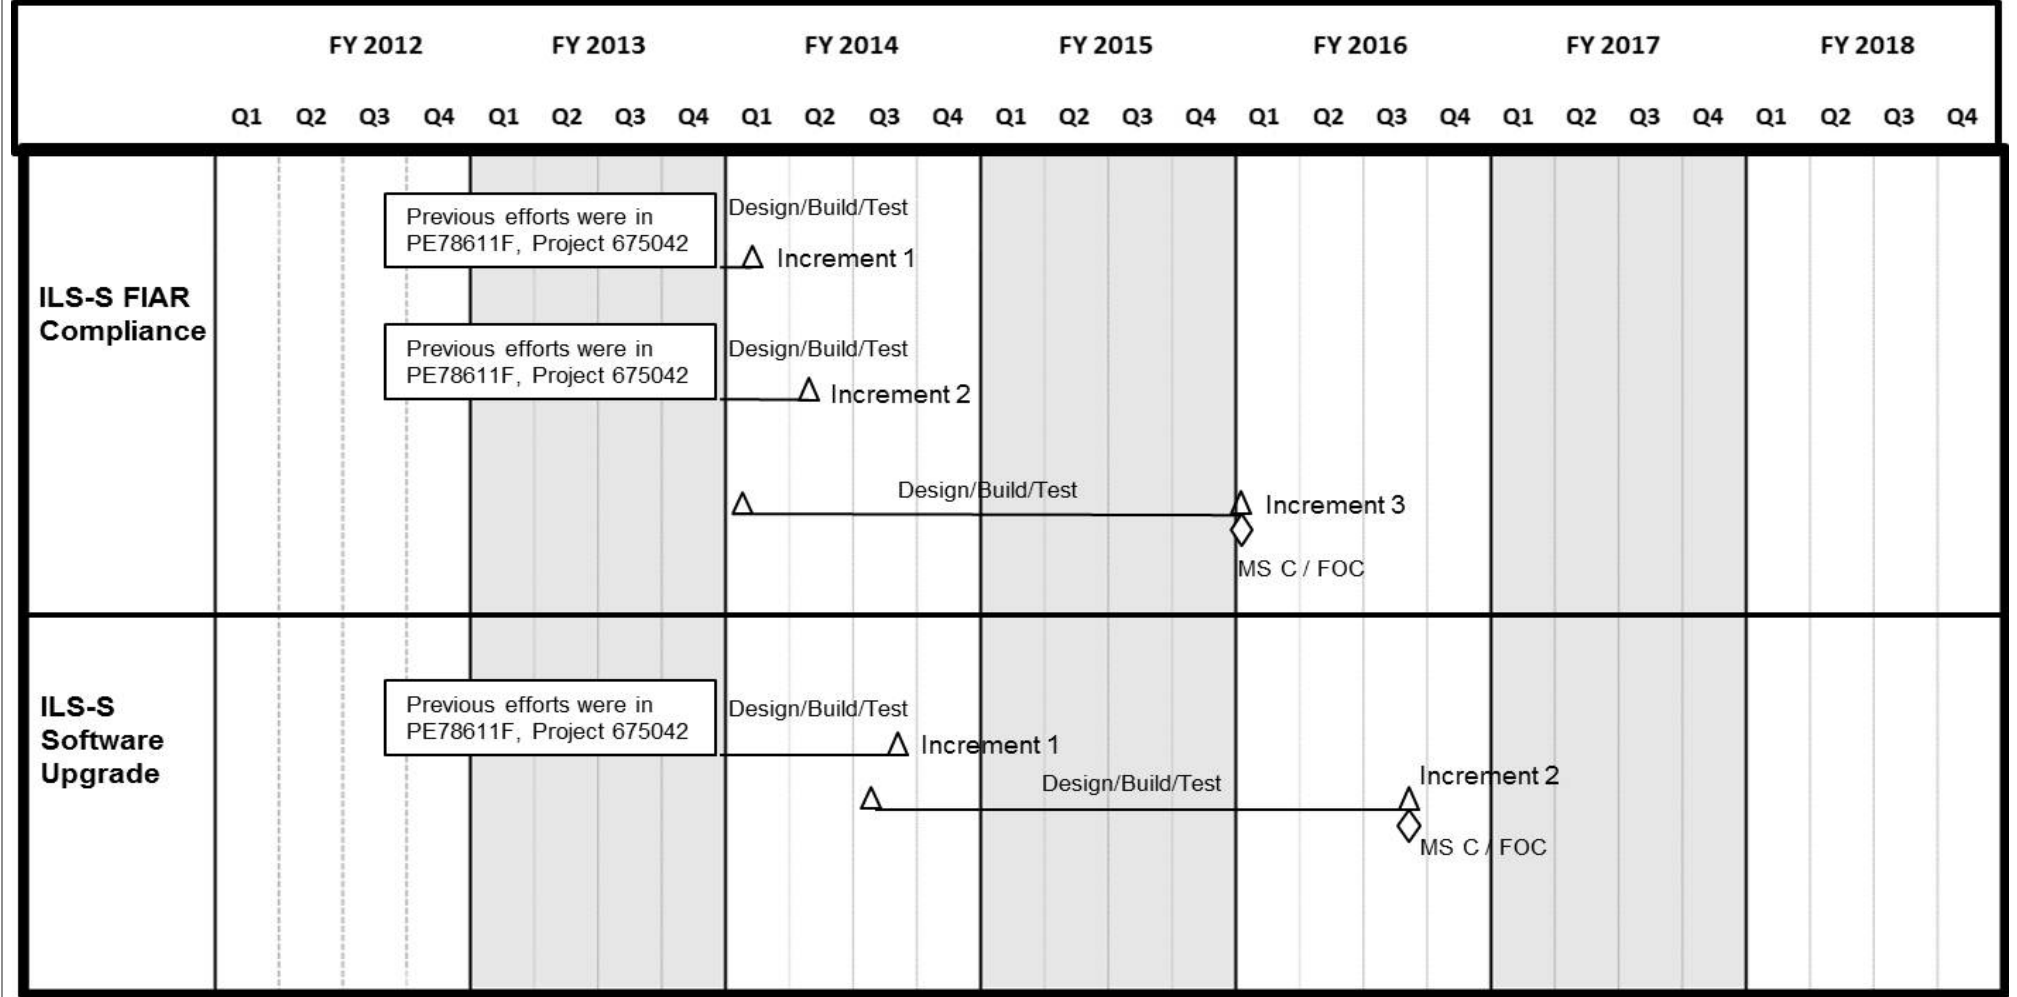 FY 2012 FY 2013 FY 2014 FY 2015 FY 2016 FY 2017 FY 2018
Q1 Q2 Q3 Q4 Q1 Q2 Q3 Q4 Q1 Q2 Q3 Q4 Q1 Q2 Q3 Q4 Q1 Q2 Q3 Q4 Q1 Q2 Q3 Q4 Q1 Q2 Q3 Q4
ILS-S FIAR
Compliance
Previous efforts were in
PE78611F, Project 675042
Design/Build/Test
Increment 1
Previous efforts were in
PE78611F, Project 675042
Design/Build/Test
Increment 2
Design/Build/Test
Increment 3
MS C / FOC
ILS-S
Software
Upgrade
Previous efforts were in
PE78611F, Project 675042
Design/Build/Test
Increment 1
Design/Build/Test
Increment 2
MS C / FOC